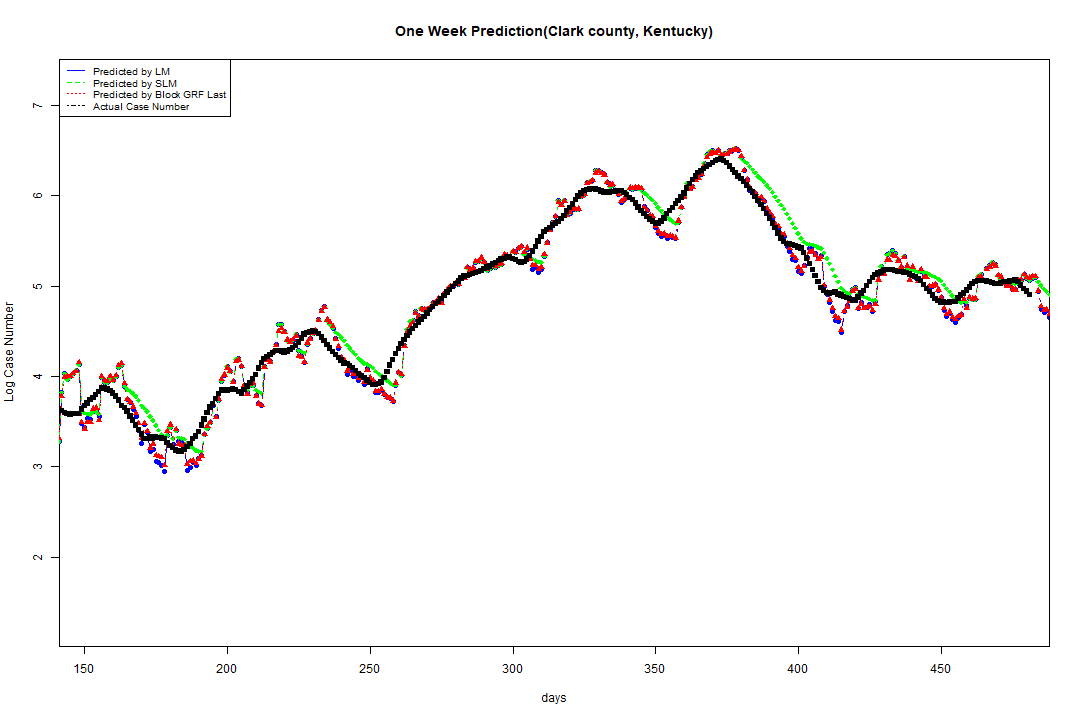 One Week Prediction(Clark county, Kentucky)
Predicted by LM
Predicted by SLM
Predicted by Block GRF Last
Actual Case Number
7
6
5
4
3
2
Log Case Number
150 200 250 300 350 400 450
days